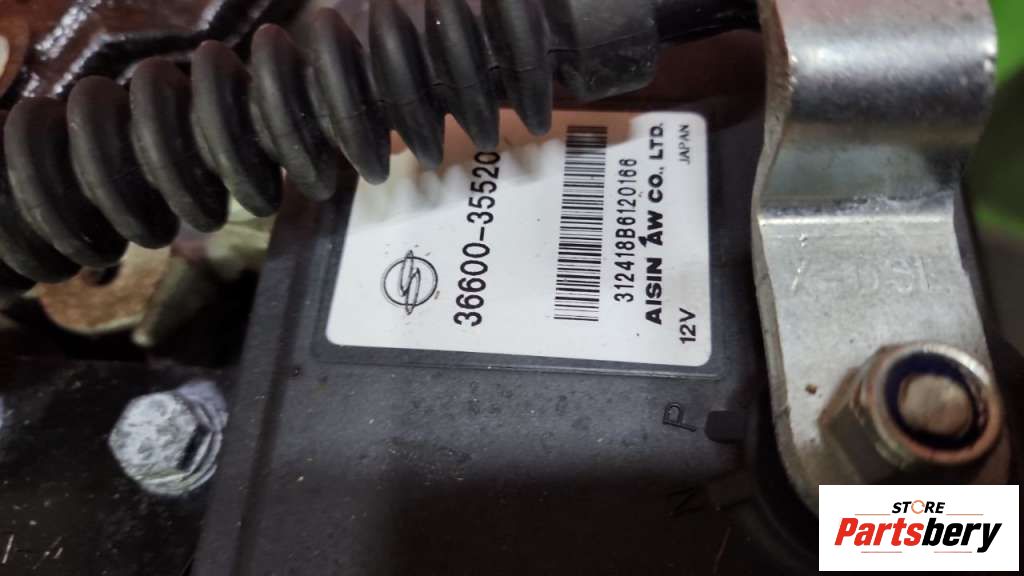 36600-35520
312418B6120166
AISIN AW CO., LTD.
12V
JAPAN
P
N
STORE
Partsbery